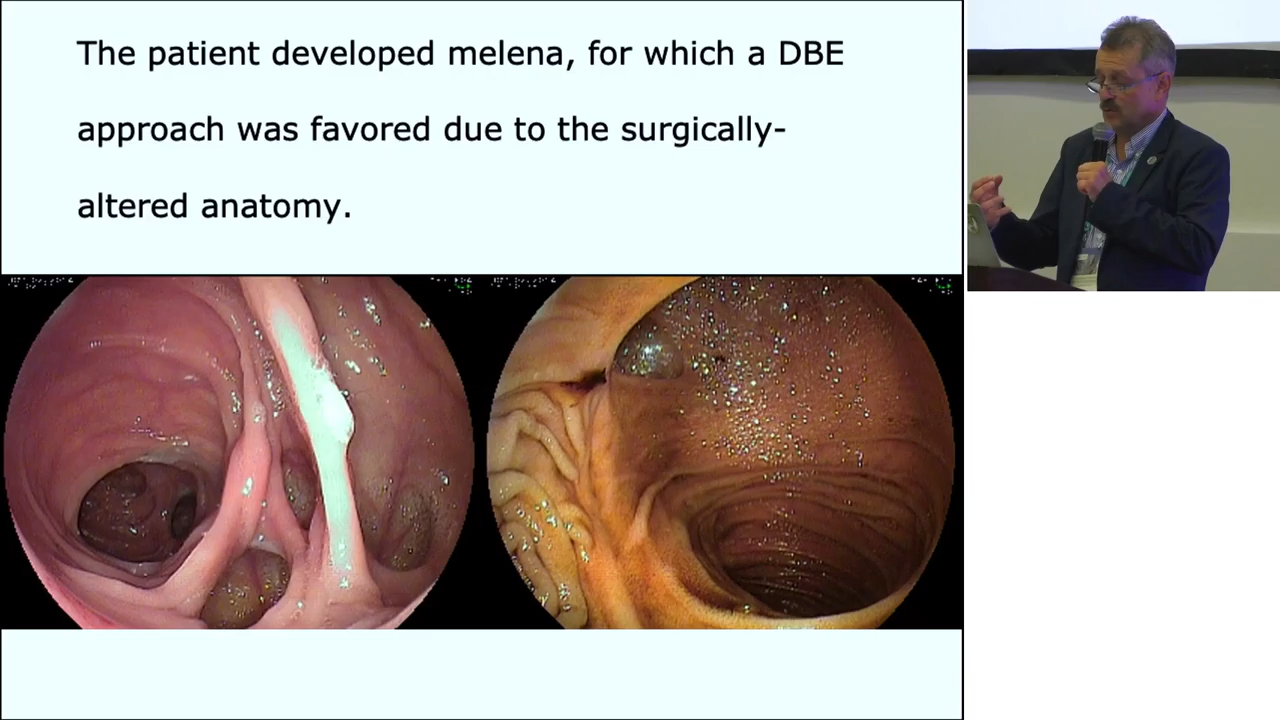 The patient developed melena, for which a DBE
approach was favored due to the surgically-
altered anatomy.